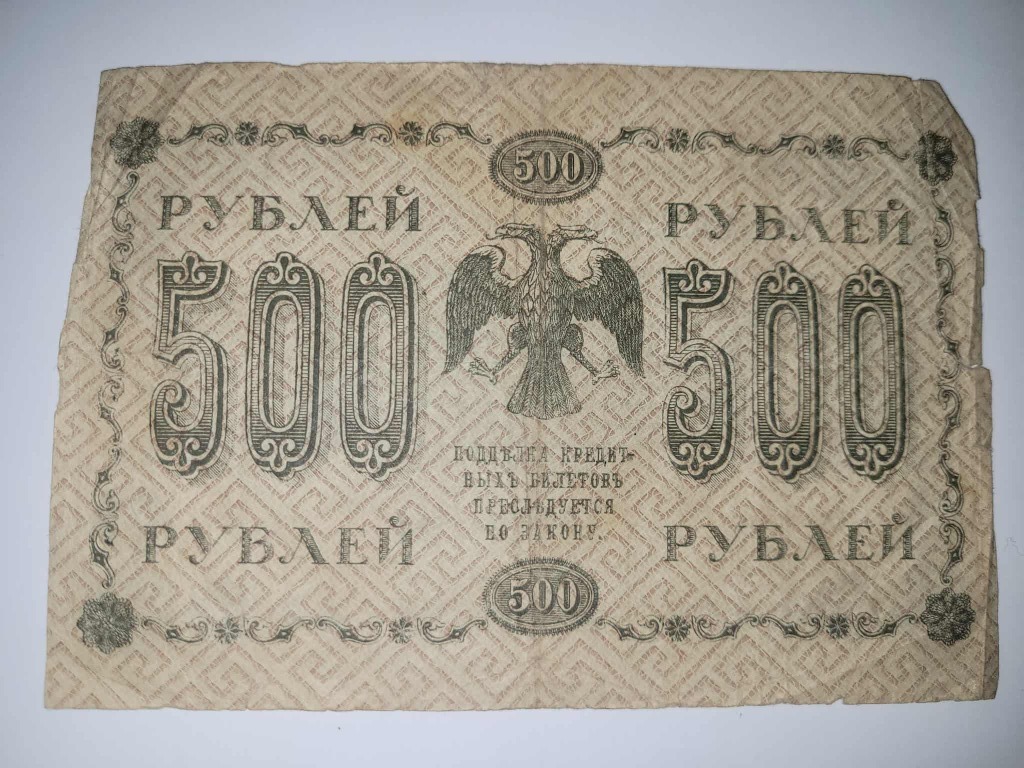 500
РУБЛЕЙ РУБЛЕЙ
500 500
ПОДДѢЛКА КРЕДИТ-
НЫХЪ БИЛЕТОВЪ
ПРЕСЛѢДУЕТСЯ
ПО ЗАКОНУ.
РУБЛЕЙ РУБЛЕЙ
500